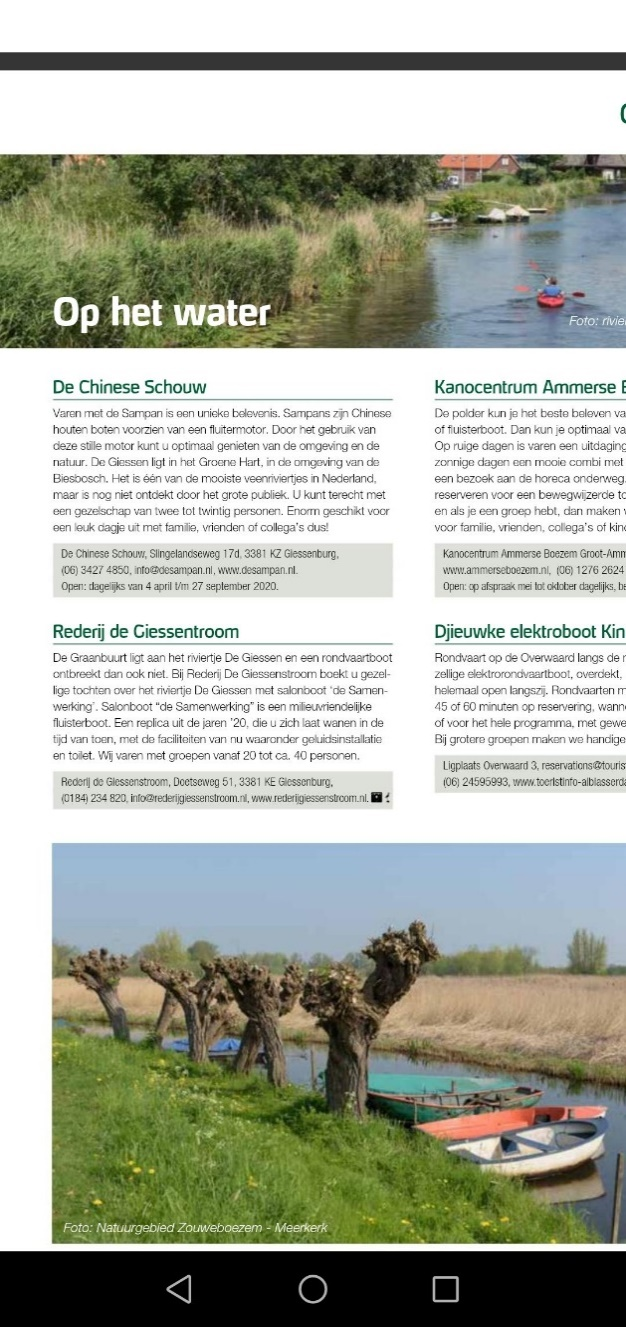 Op het water
Foto: rivie
De Chinese Schouw
Varen met de Sampan is een unieke belevenis. Sampans zijn Chinese
houten boten voorzien van een fluitermotor. Door het gebruik van
deze stille motor kunt u optimaal genieten van de omgeving en de
natuur. De Giessen ligt in het Groene Hart, in de omgeving van de
Biesbosch. Het is één van de mooiste veenriviertjes in Nederland,
maar is nog niet ontdekt door het grote publiek. U kunt terecht met
een gezelschap van twee tot twintig personen. Enorm geschikt voor
een leuk dagje uit met familie, vrienden of collega's dus!
De Chinese Schouw, Slingelandseweg 17d, 3381 KZ Giessenburg,
(06) 3427 4850, info@desampan.nl, www.desampan.nl.
Open: dagelijks van 4 april t/m 27 september 2020.
Rederij de Giessentroom
De Graanbuurt ligt aan het riviertje De Giessen en een rondvaartboot
ontbreekt dan ook niet. Bij Rederij De Giessenstroom boekt u gezel-
lige tochten over het riviertje De Giessen met salonboot 'de Samen-
werking'. Salonboot "de Samenwerking" is een milieuvriendelijke
fluisterboot. Een replica uit de jaren '20, die u zich laat wanen in de
tijd van toen, met de faciliteiten van nu waaronder geluidsinstallatie
en toilet. Wij varen met groepen vanaf 20 tot ca. 40 personen.
Rederij de Giessenstroom, Doetseweg 51, 3381 KE Giessenburg,
(0184) 234 820, info@rederijgiessenstroom.nl, www.rederijgiessenstroom.nl.
Kanocentrum Ammerse B
De polder kun je het beste beleven va
of fluisterboot. Dan kun je optimaal va
Op ruige dagen is varen een uitdaging
zonnige dagen een mooie combi met
een bezoek aan de horeca onderweg.
reserveren voor een bewegwijzerde to
en als je een groep hebt, dan maken w
voor familie, vrienden, collega's of kind
Kanocentrum Ammerse Boezem Groot-Amm
www.ammerseboezem.nl, (06) 1276 2624
Open: op afspraak mei tot oktober dagelijks, be
Djieuwke elektroboot Kin
Rondvaart op de Overwaard langs de m
zellige elektrorondvaartboot, overdekt,
helemaal open langszij. Rondvaarten m
45 of 60 minuten op reservering, wanne
of voor het hele programma, met gewe
Bij grotere groepen maken we handige
Ligplaats Overwaard 3, reservations@touris
(06) 24595993, www.toeristinfo-alblasserda
Foto: Natuurgebied Zouweboezem - Meerkerk